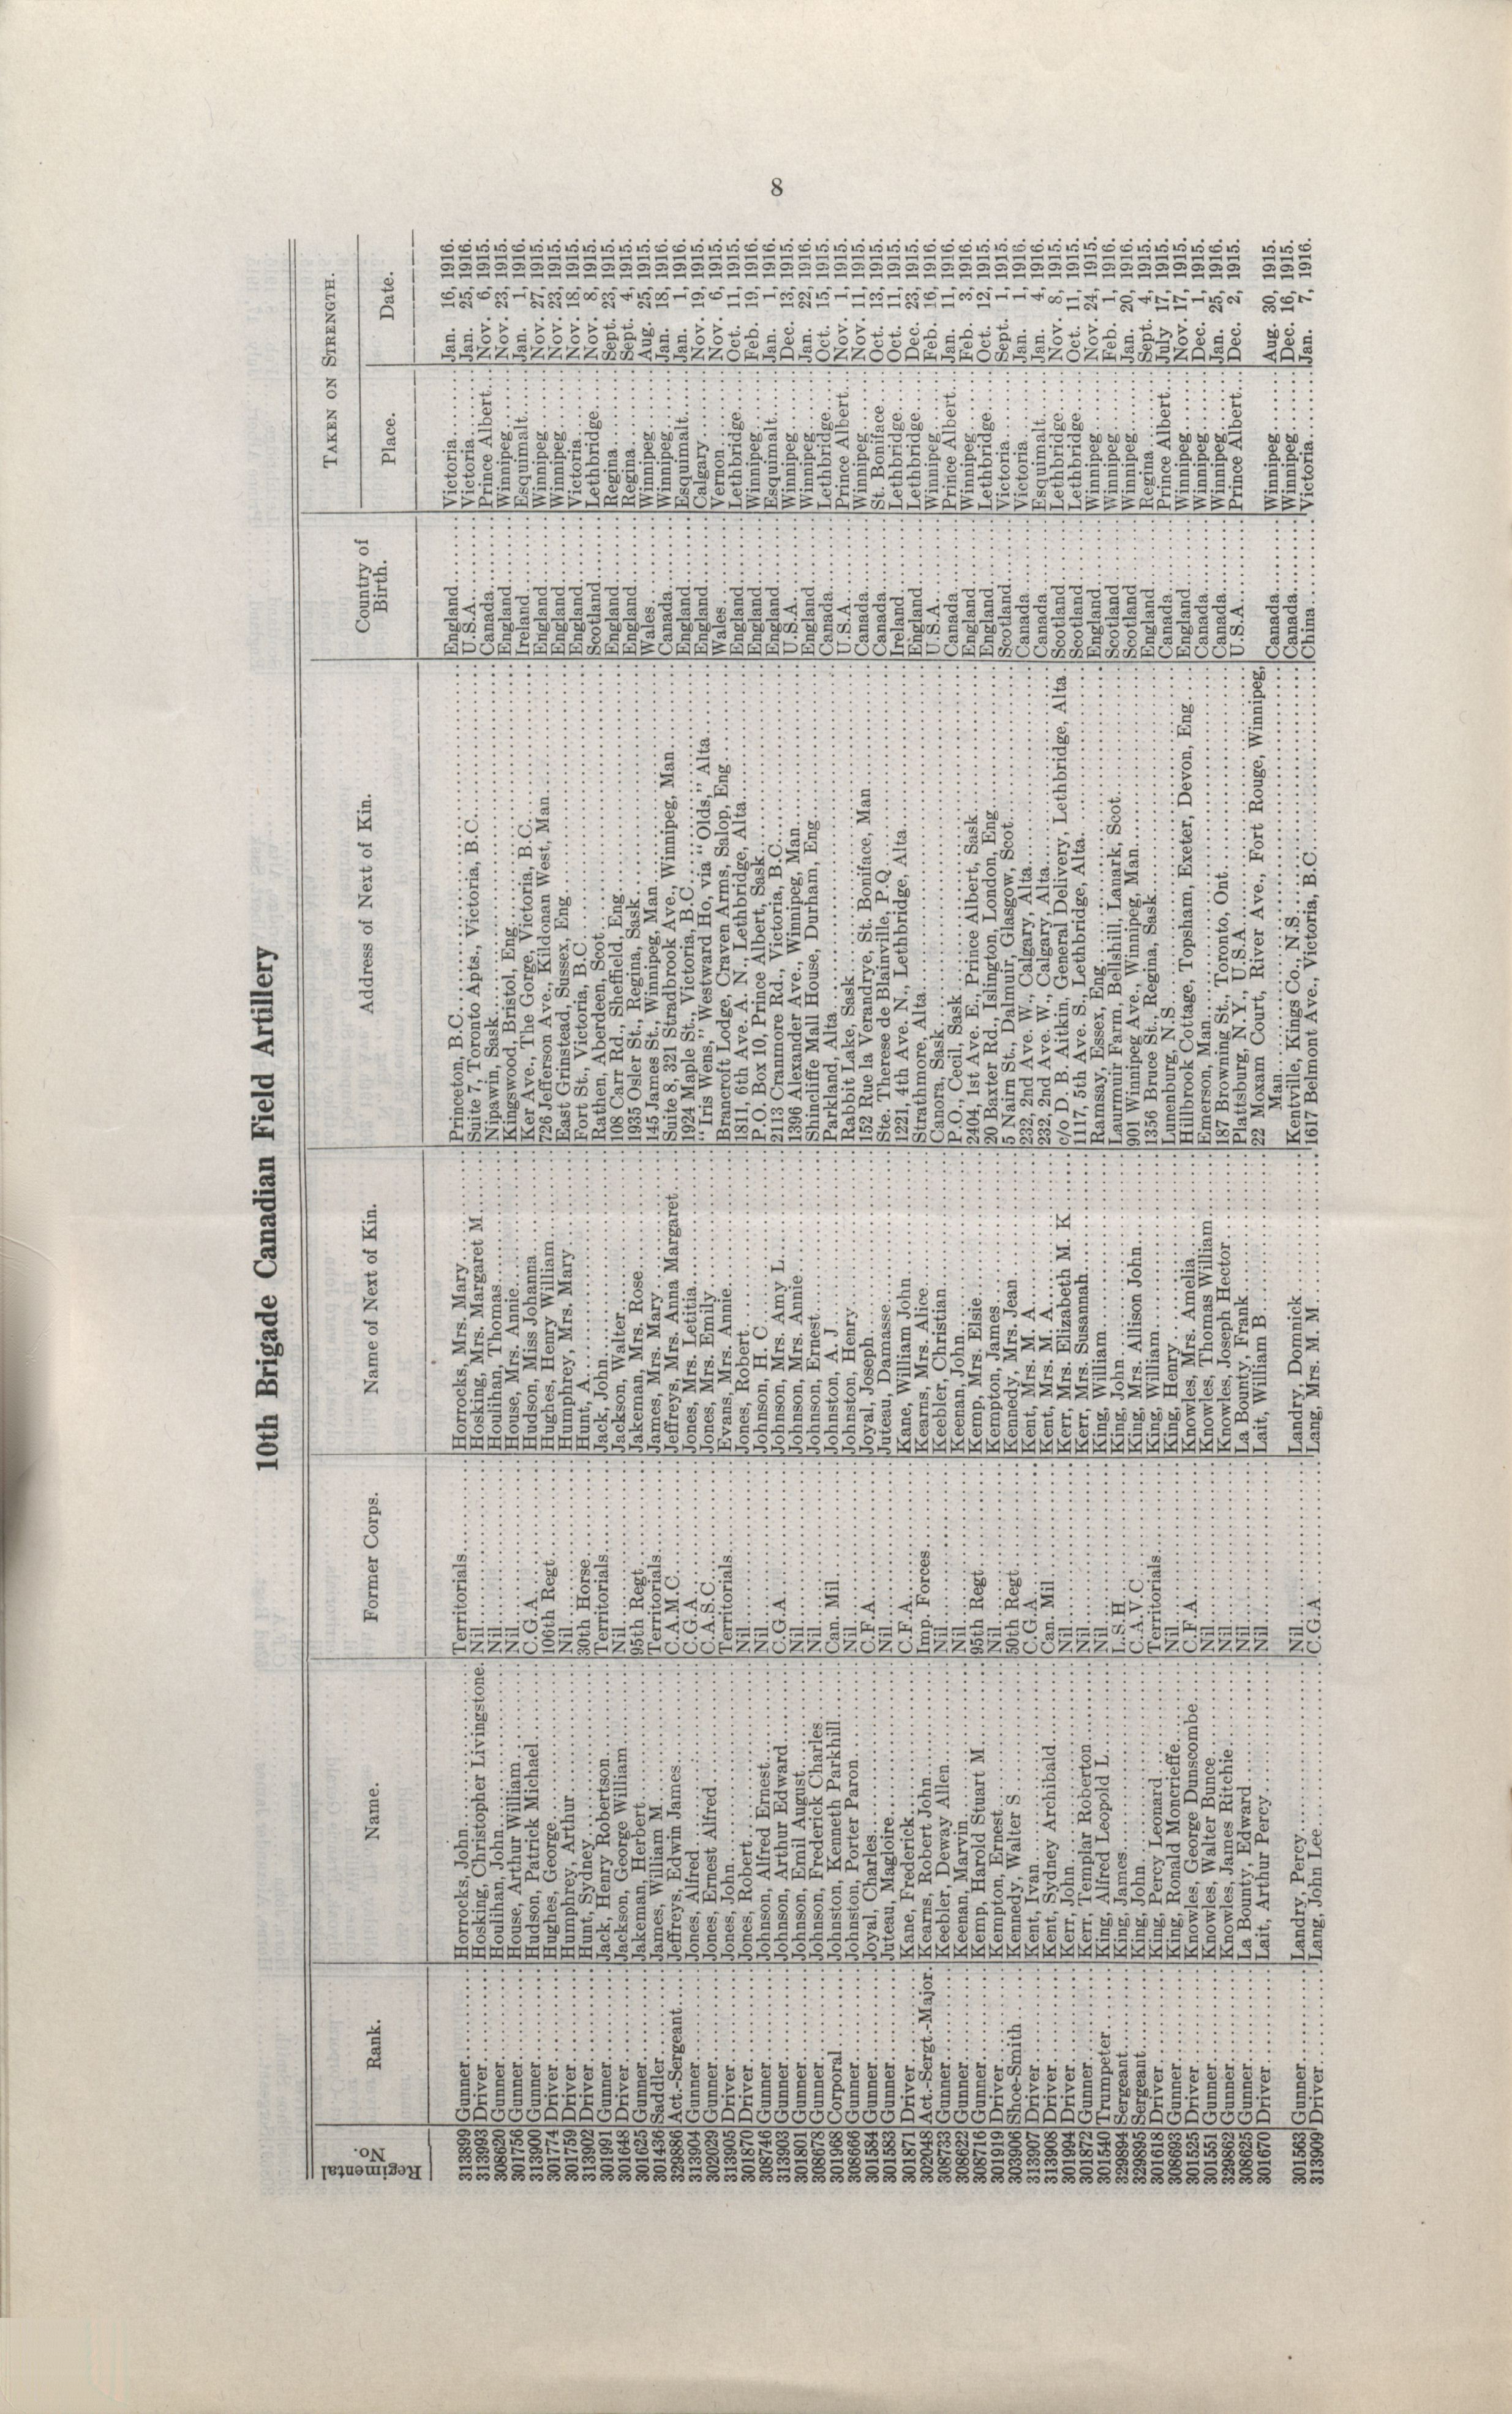 8
10th Brigade Canadian Field Artillery
Regimental No. Rank. Name. Former Corps. Name of Next of Kin. Address of Next of Kin. Country of Birth. TAKEN ON STRENGTH. Place. Date.
313899 Gunner Horrocks, John Territorials Horrocks, Mrs. Mary Princeton, B.C. England Victoria Jan. 16, 1916.
313993 Driver Hosking, Christopher Livingstone. Nil Hosking, Mrs. Margaret M Suite 7, Toronto Apts., Victoria, B.C. U.S.A. Victoria Jan. 25, 1916.
308620 Gunner Houlihan, John Nil Houlihan, Thomas Nipawin, Sask Canada Prince Albert Nov. 6, 1915.
301756 Gunner House, Arthur William Nil House, Mrs. Annie Kingswood, Bristol, Eng England Winnipeg Nov. 23, 1915.
313900 Gunner Hudson, Patrick Michael C.G.A. Hudson, Miss Johanna Ker Ave., The Gorge, Victoria, B.C. Ireland Esquimalt Jan. 1, 1916.
301774 Driver Hughes, George 106th Regt Hughes, Henry William 726 Jefferson Ave., Kildonan West, Man England Winnipeg Nov. 27, 1915.
301759 Driver Humphrey, Arthur Nil Humphrey, Mrs. Mary East Grinstead, Sussex, Eng England Winnipeg Nov. 23, 1915.
313902 Driver Hunt, Sydney 30th Horse Hunt, A. Fort St., Victoria, B.C England Victoria Nov. 18, 1915.
301991 Gunner Jack, Henry Robertson Territorials Jack, John Rathen, Aberdeen, Scot Scotland Lethbridge Nov. 8, 1915.
301648 Driver Jackson, George William Nil Jackson, Walter 108 Carr Rd., Sheffield, Eng England Regina Sept. 23, 1915.
301625 Gunner Jakeman, Herbert 95th Regt Jakeman, Mrs. Rose 1935 Osler St., Regina, Sask England Regina Sept. 4, 1915.
301436 Saddler James, William M Territorials James, Mrs. Mary 145 James St., Winnipeg, Man Wales Winnipeg Aug. 25, 1915.
329886 Act.-Sergeant Jeffreys, Edwin James C.A.M.C. Jeffreys, Mrs. Anna Margaret Suite 8, 321 Stradbrook Ave., Winnipeg, Man Canada Winnipeg Jan. 18, 1916.
313904 Gunner Jones, Alfred C.G.A. Jones, Mrs. Letitia 1924 Maple St., Victoria, B.C. England Esquimalt Jan. 1, 1916.
302029 Gunner Jones, Ernest Alfred C.A.S.C. Jones, Mrs. Emily "Iris Wens," Westward Ho, via "Olds," Alta England Calgary Nov. 19, 1915.
313905 Driver Jones, John Territorials Evans, Mrs. Annie Brancroft Lodge, Craven Arms, Salop, Eng Wales Vernon Nov. 6, 1915.
301870 Driver Jones, Robert Nil Jones, Robert 1811, 6th Ave. A. N., Lethbridge, Alta England Lethbridge Oct. 11, 1915.
308746 Gunner Johnson, Alfred Ernest Nil Johnson, H. C P.O. Box 10, Prince Albert, Sask England Winnipeg Feb. 19, 1916.
313903 Gunner Johnson, Arthur Edward C.G.A. Johnson, Mrs. Amy L 2113 Cranmore Rd., Victoria, B.C. England Esquimalt Jan. 1, 1916.
301801 Gunner Johnson, Emil August Nil Johnson, Mrs. Annie 1396 Alexander Ave., Winnipeg, Man U.S.A. Winnipeg Dec. 13, 1915.
308678 Gunner Johnson, Frederick Charles Nil Johnson, Ernest Shincliffe Mall House, Durham, Eng England Winnipeg Jan. 22, 1915.
301968 Corporal Johnston, Kenneth Parkhill Can. Mil Johnston, A. J Parkland, Alta Canada Lethbridge Oct. 15, 1915.
308666 Gunner Johnston, Porter Paron Nil Johnston, Henry Rabbit Lake, Sask U.S.A. Prince Albert Nov. 1, 1915.
301584 Gunner Joyal, Charles C.F.A. Joyal, Joseph 152 Rue la Verandrye, St. Boniface, Man Canada Winnipeg Nov. 11, 1915.
301583 Gunner Juteau, Magloire Nil Juteau, Damasse Ste. Therese de Blainville, P.Q Canada St. Boniface Oct. 13, 1915.
301871 Driver Kane, Frederick C.F.A. Kane, William John 1221, 4th Ave. N., Lethbridge, Alta Ireland Lethbridge Oct. 11, 1915.
302048 Act.-Sergt.-Major Kearns, Robert John Imp. Forces Kearns, Mrs. Alice Strathmore, Alta England Lethbridge Dec. 23, 1915.
308733 Gunner Keebler, Deway Allen Nil Keebler, Christian Canora, Sask U.S.A. Winnipeg Feb. 16, 1916.
308622 Gunner Keenan, Marvin Nil Keenan, John P.O., Cecil, Sask Canada Prince Albert Jan. 11, 1916.
308716 Gunner Kemp, Harold Stuart M 95th Regt Kemp, Mrs. Elsie 2404, 1st Ave. E., Prince Albert, Sask England Winnipeg Feb. 3, 1916.
301919 Driver Kempton, Ernest Nil Kempton, James 20 Baxter Rd., Islington, London, Eng England Lethbridge Oct. 12, 1915.
303906 Shoe-Smith Kennedy, Walter S 50th Regt Kennedy, Mrs. Jean 5 Nairn St., Dalmuir, Glasgow, Scot Scotland Victoria Sept. 1, 1915.
313907 Driver Kent, Ivan C.G.A. Kent, Mrs. M. A 232, 2nd Ave. W., Calgary, Alta Canada Victoria Jan. 1, 1916.
313908 Driver Kent, Sydney Archibald Can. Mil Kent, Mrs. M. A 232, 2nd Ave. W., Calgary, Alta Canada Esquimalt Jan. 4, 1916.
301994 Driver Kerr, John Nil Kerr, Mrs. Elizabeth M. K c/o D. B. Aitkin, General Delivery, Lethbridge, Alta Scotland Lethbridge Nov. 8, 1915.
301872 Gunner Kerr, Templar Roberton Nil Kerr, Mrs. Susannah 1117, 5th Ave. S., Lethbridge, Alta Scotland Lethbridge Oct. 11, 1915.
301540 Trumpeter King, Alfred Leopold L Nil King, William Ramsay, Essex, Eng England Winnipeg Nov. 24, 1915.
329894 Sergeant King, James L.S.H. King, John Laurmuir Farm, Bellshill, Lanark, Scot Scotland Winnipeg Feb. 1, 1916.
329895 Sergeant King, John C.A.V.C King, Mrs. Allison John 901 Winnipeg Ave., Winnipeg, Man Scotland Winnipeg Jan. 20, 1916.
301618 Driver King, Percy Leonard Territorials King, William 1356 Bruce St., Regina, Sask England Regina Sept. 4, 1915.
308693 Gunner King, Ronald Moncrieffe Nil King, Henry Lunenburg, N.S. Canada Prince Albert July 17, 1915.
301525 Driver Knowles, George Dunscombe C.F.A. Knowles, Mrs. Amelia Hillbrook Cottage, Topsham, Exeter, Devon, Eng England Winnipeg Nov. 17, 1915.
301551 Gunner Knowles, Walter Bunce Nil Knowles, Thomas William Emerson, Man Canada Winnipeg Dec. 1, 1915.
329862 Gunner Knowles, James Ritchie Nil Knowles, Joseph Hector 187 Browning St., Toronto, Ont Canada Winnipeg Jan. 25, 1916.
308625 Gunner La Bounty, Edward Nil La Bounty, Frank Plattsburg, N.Y., U.S.A. U.S.A. Prince Albert Dec. 2, 1915.
301670 Driver Lait, Arthur Percy Nil Lait, William B 22 Moxam Court, River Ave., Fort Rouge, Winnipeg,
Man Canada Winnipeg Aug. 30, 1915.
301563 Gunner Landry, Percy Nil Landry, Domnick Kentville, Kings Co., N.S. Canada Winnipeg Dec. 16, 1915.
313909 Driver Lang, John Lee C.G.A. Lang, Mrs. M. M 1617 Belmont Ave., Victoria, B.C China Victoria Jan. 7, 1916.